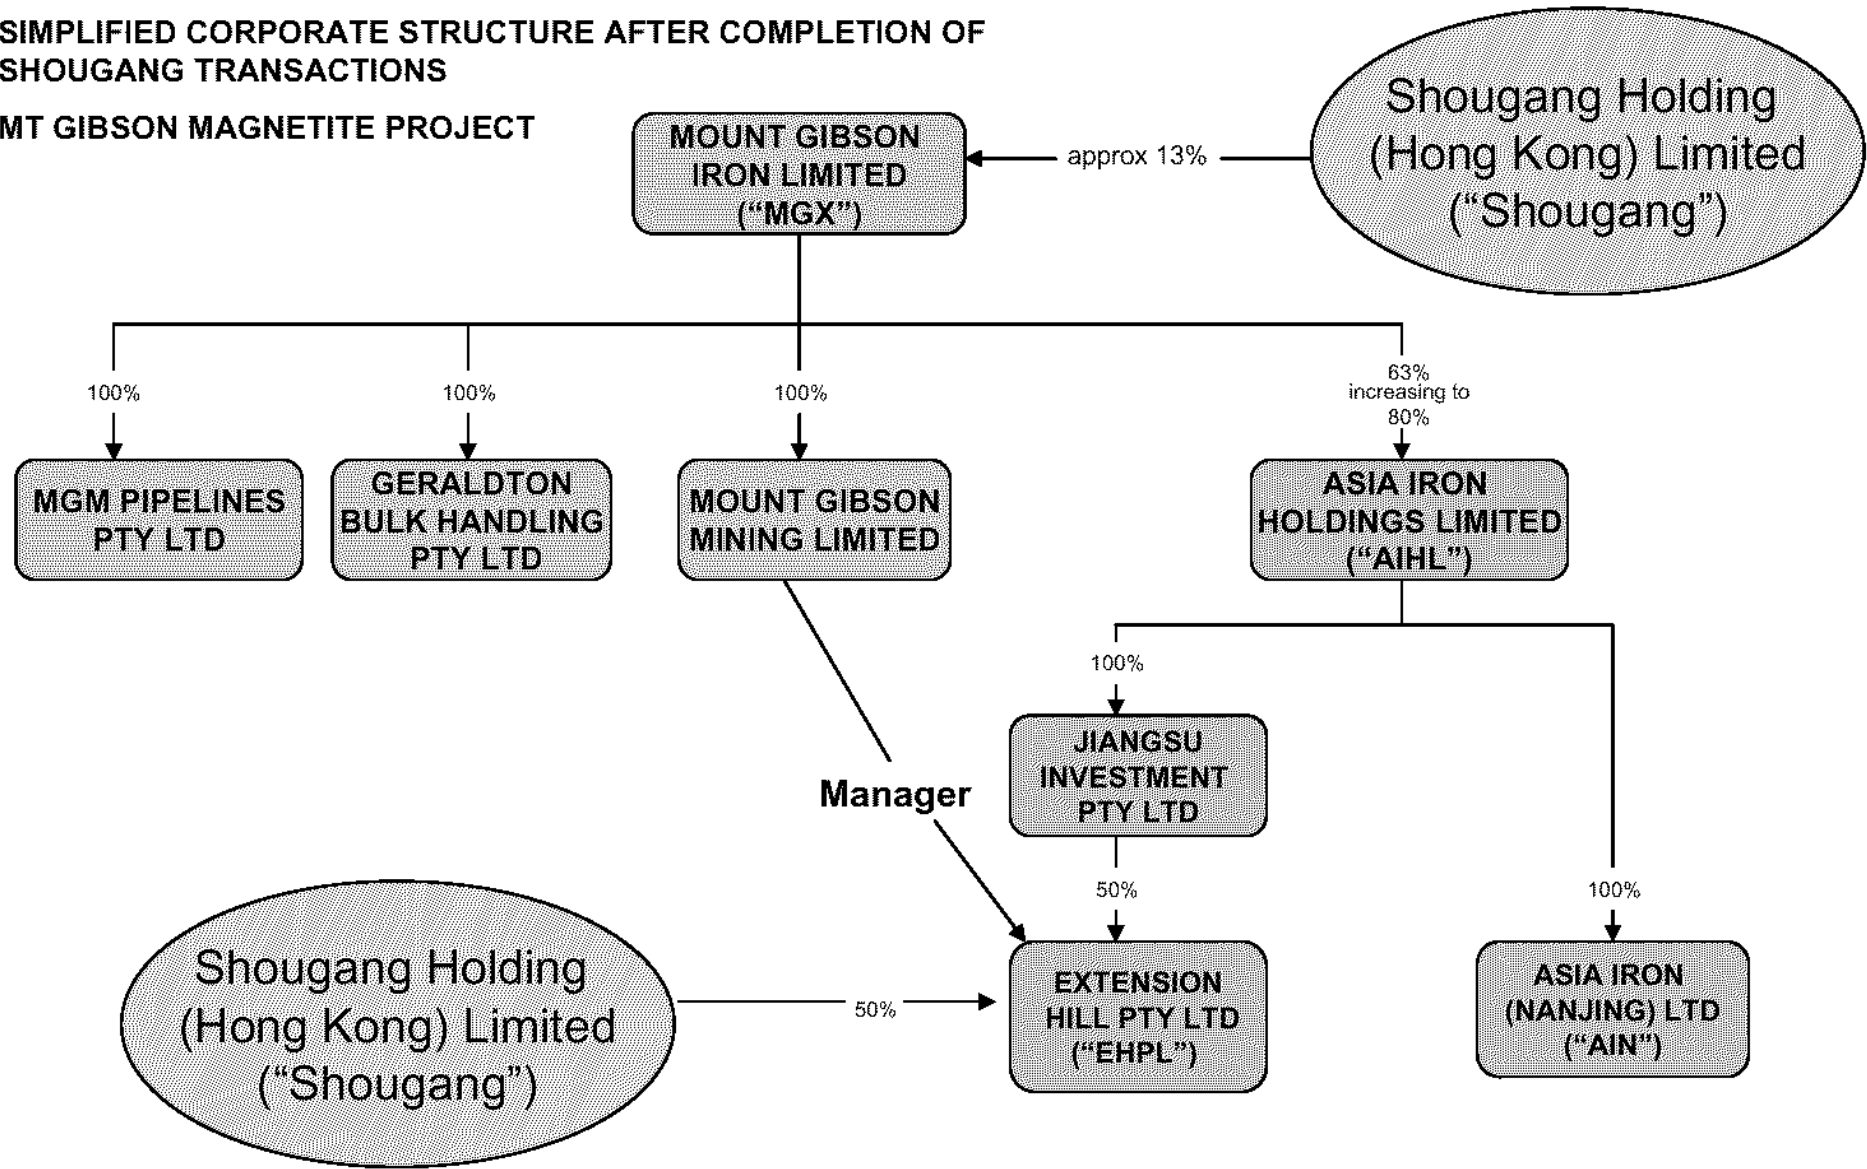 SIMPLIFIED CORPORATE STRUCTURE AFTER COMPLETION OF
SHOUGANG TRANSACTIONS
MT GIBSON MAGNETITE PROJECT
MOUNT GIBSON
IRON LIMITED
(“MGX”)
approx 13%
Shougang Holding
(Hong Kong) Limited
(“Shougang”)
100%
100%
100%
63%
increasing to
80%
MGM PIPELINES
PTY LTD
GERALDTON
BULK HANDLING
PTY LTD
MOUNT GIBSON
MINING LIMITED
ASIA IRON
HOLDINGS LIMITED
(“AIHL”)
100%
JIANGSU
INVESTMENT
PTY LTD
Manager
50%
100%
Shougang Holding
(Hong Kong) Limited
(“Shougang”)
50%
EXTENSION
HILL PTY LTD
(“EHPL”)
ASIA IRON
(NANJING) LTD
(“AIN”)